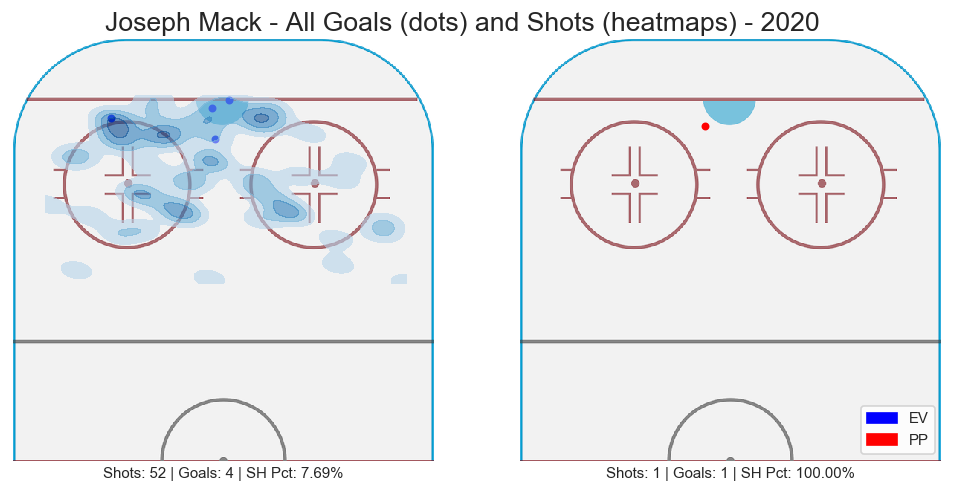 Joseph Mack - All Goals (dots) and Shots (heatmaps) - 2020
EV
PP
Shots: 52 | Goals: 4 | SH Pct: 7.69%
Shots: 1 | Goals: 1 | SH Pct: 100.00%